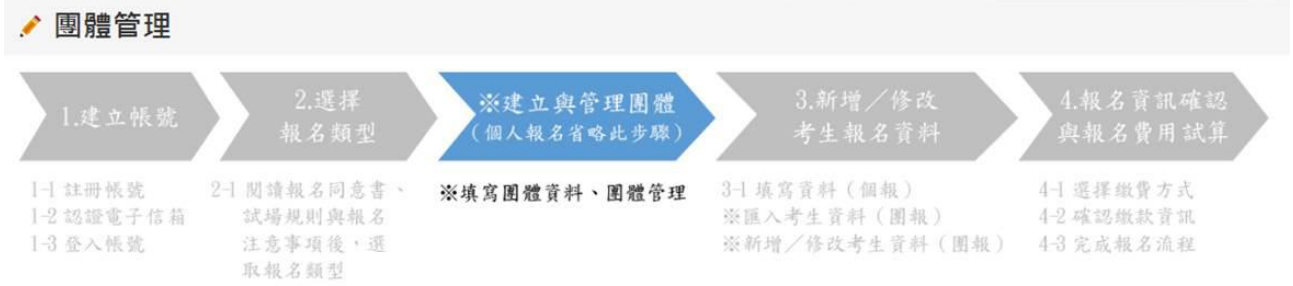 團體管理
1.建立帳號
2.選擇
報名類型
※建立與管理團體
（個人報名省略此步驟）
3.新增／修改
考生報名資料
4.報名資訊確認
與報名費用試算
1-1 註冊帳號
1-2 認證電子信箱
1-3 登入帳號
2-1 閱讀報名同意書、
試場規則與報名
注意事項後，選
取報名類型
※填寫團體資料、團體管理
3-1 填寫資料（個報）
※匯入考生資料（團報）
※新增／修改考生資料（團報）
4-1 選擇繳費方式
4-2 確認繳款資訊
4-3 完成報名流程